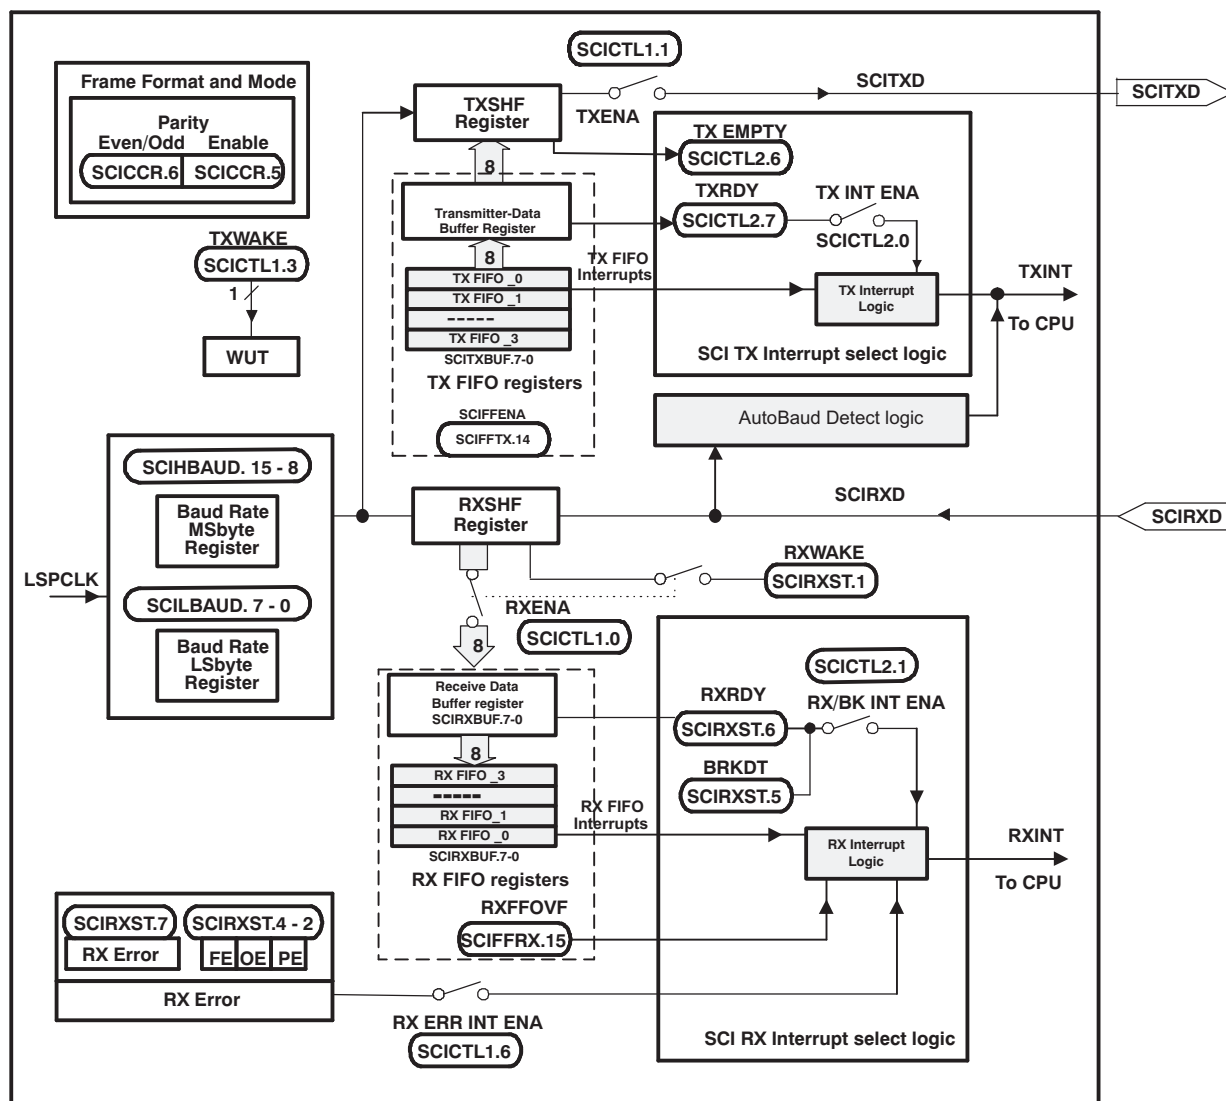 SCICTL1.1
Frame Format and Mode
Parity
Even/Odd Enable
SCICCR.6 SCICCR.5
TXSHF
Register
TXENA
SCITXD
SCITXD
TX EMPTY
SCICTL2.6
8
TXRDY
SCICTL2.7
TX INT ENA
SCICTL2.0
Transmitter-Data
Buffer Register
8
TX FIFO
Interrupts
TX FIFO _0
TX FIFO _1
-----
TX FIFO _3
SCITXBUF.7-0
TX FIFO registers
SCIFFENA
SCIFFTX.14
TX Interrupt
Logic
TXINT
To CPU
SCI TX Interrupt select logic
TXWAKE
SCICTL1.3
1
WUT
AutoBaud Detect logic
SCIHBAUD. 15 - 8
Baud Rate
MSbyte
Register
LSPCLK
SCILBAUD. 7 - 0
Baud Rate
LSbyte
Register
RXSHF
Register
SCIRXD
SCIRXD
RXWAKE
SCIRXST.1
RXENA
SCICTL1.0
8
Receive Data
Buffer register
SCIRXBUF.7-0
8
RX FIFO _3
-----
RX FIFO_1
RX FIFO _0
SCIRXBUF.7-0
RX FIFO registers
RX FIFO
Interrupts
SCICTL2.1
RX/BK INT ENA
RXRDY
SCIRXST.6
BRKDT
SCIRXST.5
RX Interrupt
Logic
RXINT
To CPU
RXFFOVF
SCIFFRX.15
SCIRXST.7 SCIRXST.4 - 2
RX Error FE OE PE
RX Error
RX ERR INT ENA
SCICTL1.6
SCI RX Interrupt select logic